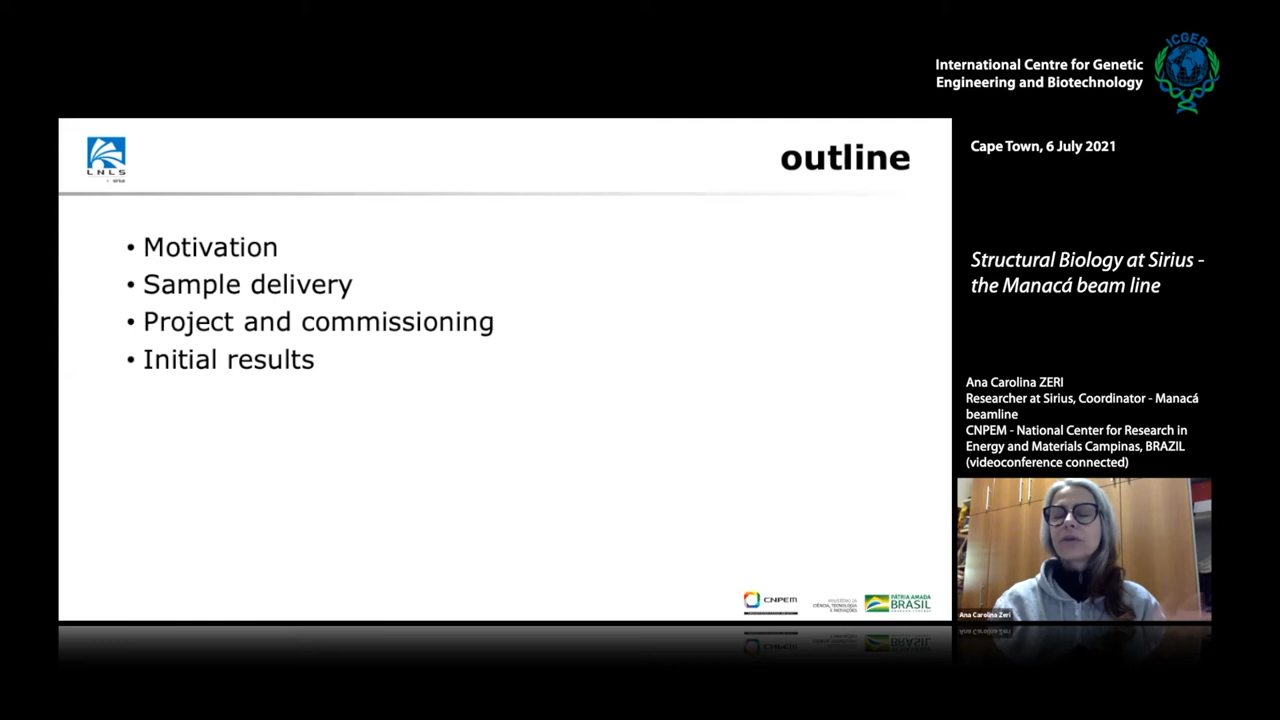 ICGEB
International Centre for Genetic
Engineering and Biotechnology
LNLS
outline
Cape Town, 6 July 2021
• Motivation
• Sample delivery
• Project and commissioning
• Initial results
Structural Biology at Sirius -
the Manacá beam line
Ana Carolina ZERI
Researcher at Sirius, Coordinator - Manacá
beamline
CNPEM - National Center for Research in
Energy and Materials Campinas, BRAZIL
(videoconference connected)
CNPEM
MINISTÉRIO DA
CIÊNCIA, TECNOLOGIA
E INOVAÇÕES
PÁTRIA AMADA
BRASIL
Ana Carolina Zeri